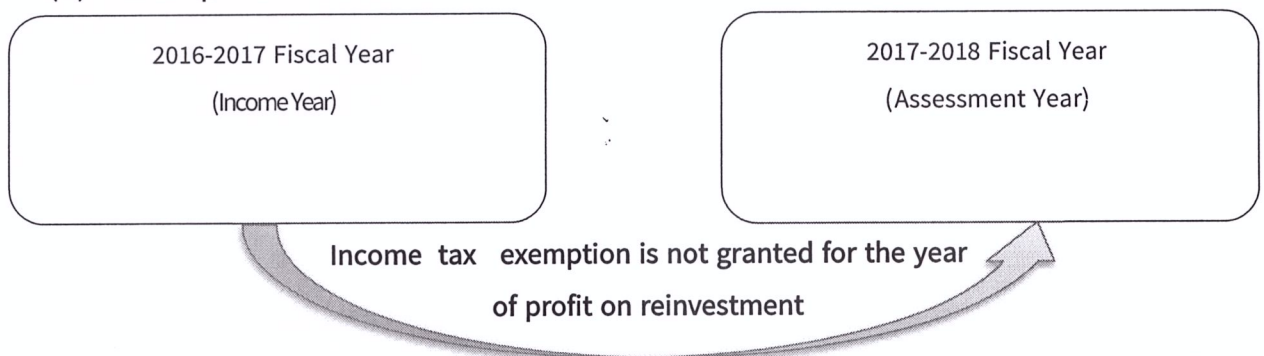 2016-2017 Fiscal Year
(Income Year)
2017-2018 Fiscal Year
(Assessment Year)
Income tax exemption is not granted for the year
of profit on reinvestment